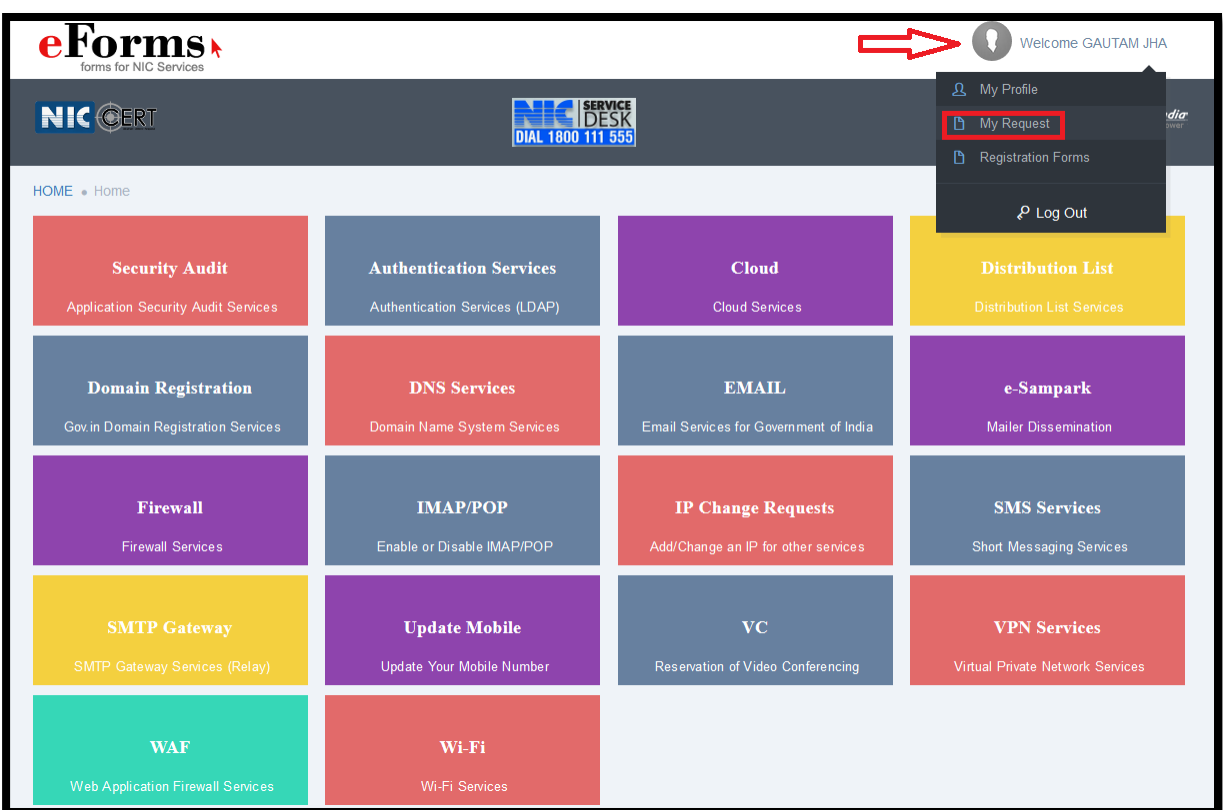 eForms
forms for NIC Services
Welcome GAUTAM JHA
My Profile
My Request
Registration Forms
Log Out
NIC CERT
NIC SERVICE DESK
DIAL 1800 111 555
HOME Home
Security Audit
Application Security Audit Services
Authentication Services
Authentication Services (LDAP)
Cloud
Cloud Services
Distribution List
Distribution List Services
Domain Registration
Gov.in Domain Registration Services
DNS Services
Domain Name System Services
EMAIL
Email Services for Government of India
e-Sampark
Mailer Dissemination
Firewall
Firewall Services
IMAP/POP
Enable or Disable IMAP/POP
IP Change Requests
Add/Change an IP for other services
SMS Services
Short Messaging Services
SMTP Gateway
SMTP Gateway Services (Relay)
Update Mobile
Update Your Mobile Number
VC
Reservation of Video Conferencing
VPN Services
Virtual Private Network Services
WAF
Web Application Firewall Services
Wi-Fi
Wi-Fi Services